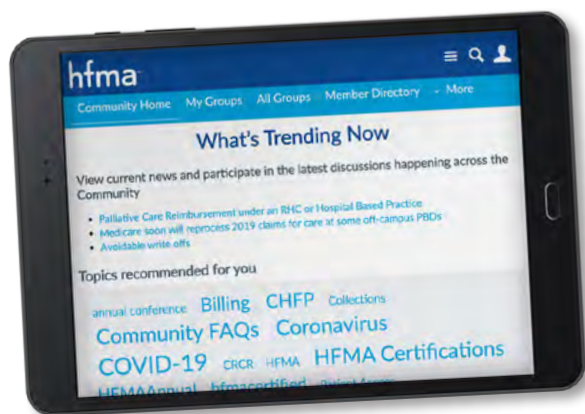 hfma
Community Home My Groups All Groups Member Directory More
What's Trending Now
View current news and participate in the latest discussions happening across the
Community
• Palliative Care Reimbursement under an RHC or Hospital Based Practice
• Medicare soon will reprocess 2019 claims for care at some off-campus PBDs
• Avoidable write offs
Topics recommended for you
annual conference Billing CHFP Collections
Community FAQs Coronavirus
COVID-19 CRCR HFMA HFMA Certifications
HFMAAnnual hfmacertified